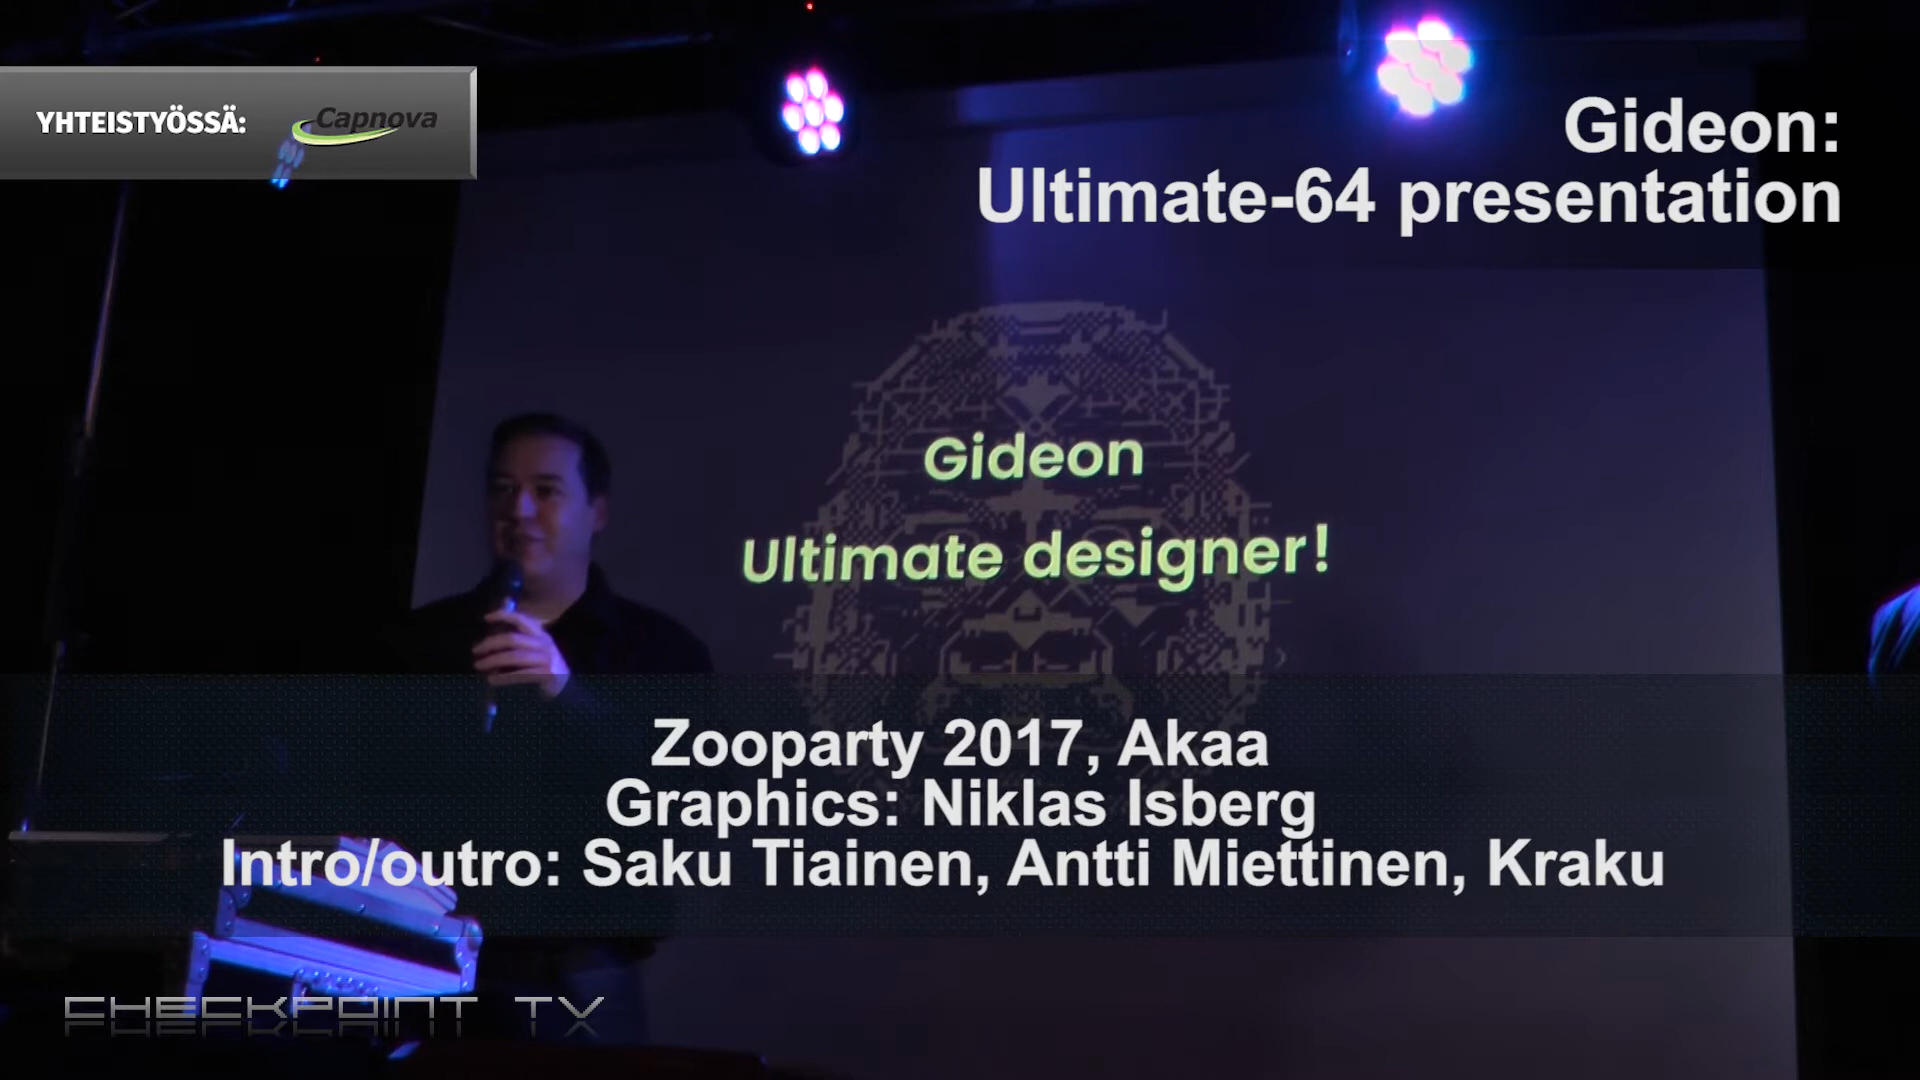 YHTEISTYÖSSÄ: Capnova
Gideon:
Ultimate-64 presentation
Gideon
Ultimate designer!
Zooparty 2017, Akaa
Graphics: Niklas Isberg
Intro/outro: Saku Tiainen, Antti Miettinen, Kraku
CHECKPOINT TV